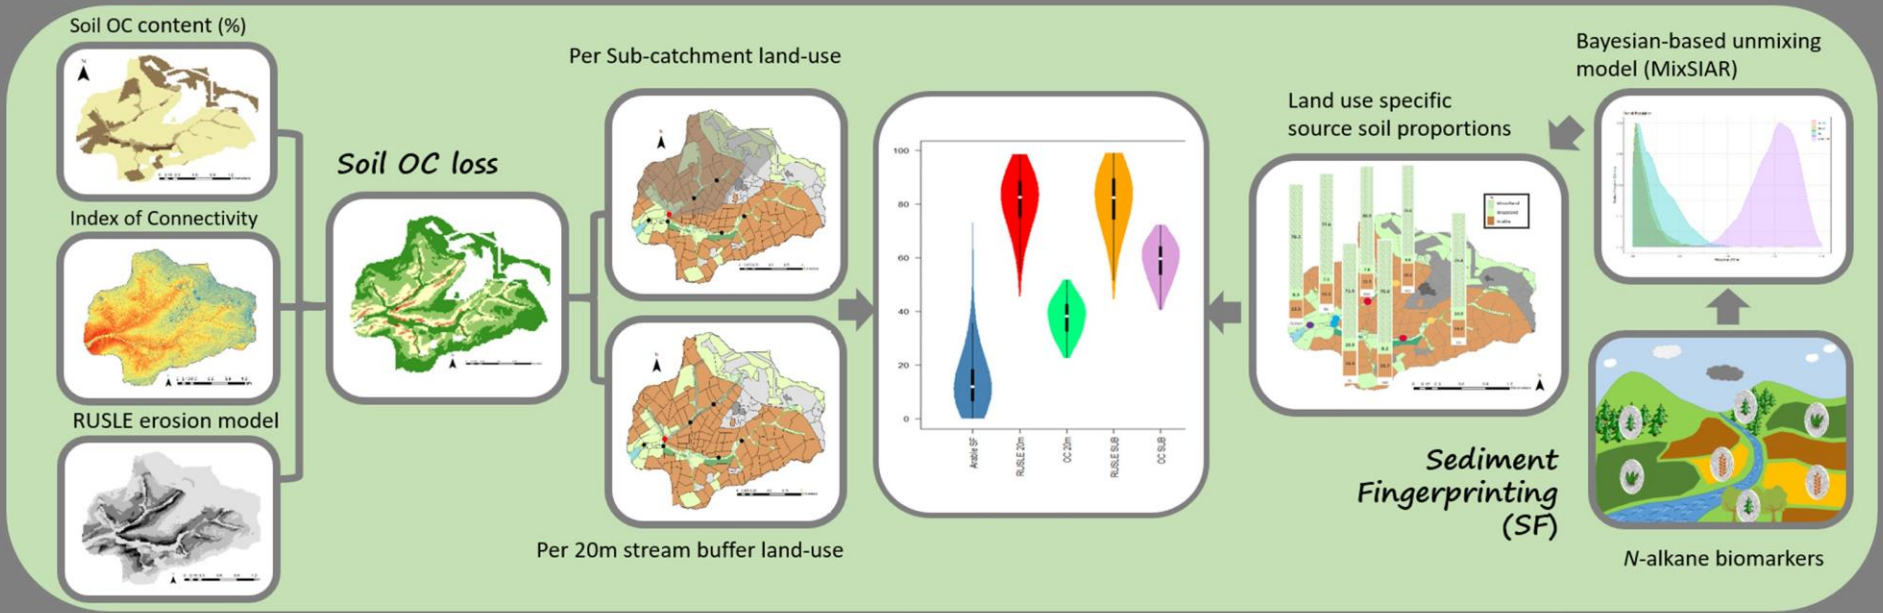 Soil OC content (%)
Index of Connectivity
RUSLE erosion model
Soil OC loss
Per Sub-catchment land-use
Per 20m stream buffer land-use
100
80
60
40
20
0
Arable SF
RUSLE 20m
OC 20m
RUSLE SUB
OC SUB
Land use specific
source soil proportions
Bayesian-based unmixing
model (MixSIAR)
Sediment
Fingerprinting
(SF)
N-alkane biomarkers